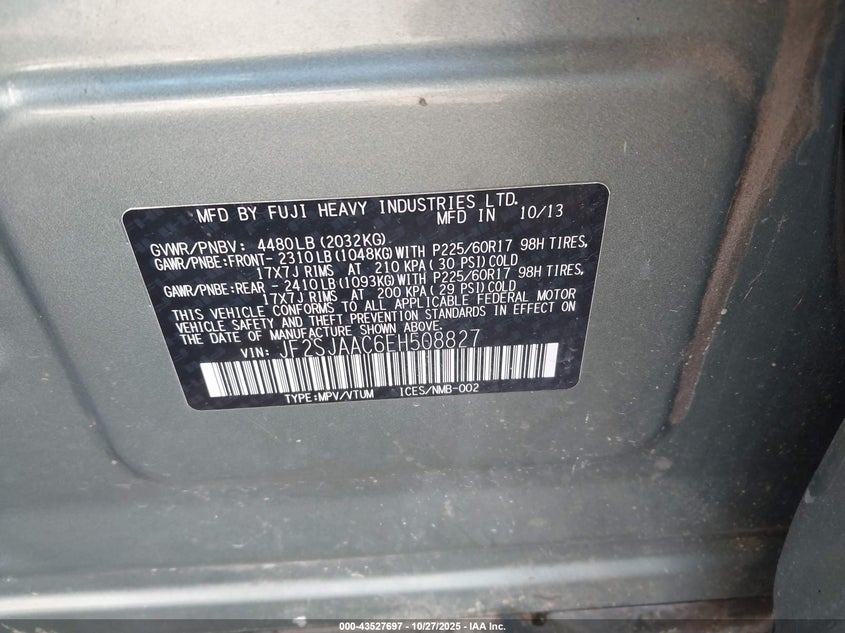 MFD BY FUJI HEAVY INDUSTRIES LTD.
MFD IN 10/13
GVWR/PNBV: 4480LB(2032KG)
GAWR/PNBE:FRONT- 2310LB(1048KG)WITH P225/60R17 98H TIRES,
17X7J RIMS AT 210 KPA(30 PSI)COLD
GAWR/PNBE:REAR - 2410LB(1093KG)WITH P225/60R17 98H TIRES,
17X7J RIMS AT 200 KPA(29 PSI)COLD
THIS VEHICLE CONFORMS TO ALL APPLICABLE FEDERAL MOTOR
VEHICLE SAFETY AND THEFT PREVENTION STANDARDS IN EFFECT ON
THE DATE OF MANUFACTURE SHOWN ABOVE.
VIN: JF2SJAAC6EH508827
TYPE:MPV/VTUM ICES/NMB-002
000-43527697 - 10/27/2025 - IAA Inc.